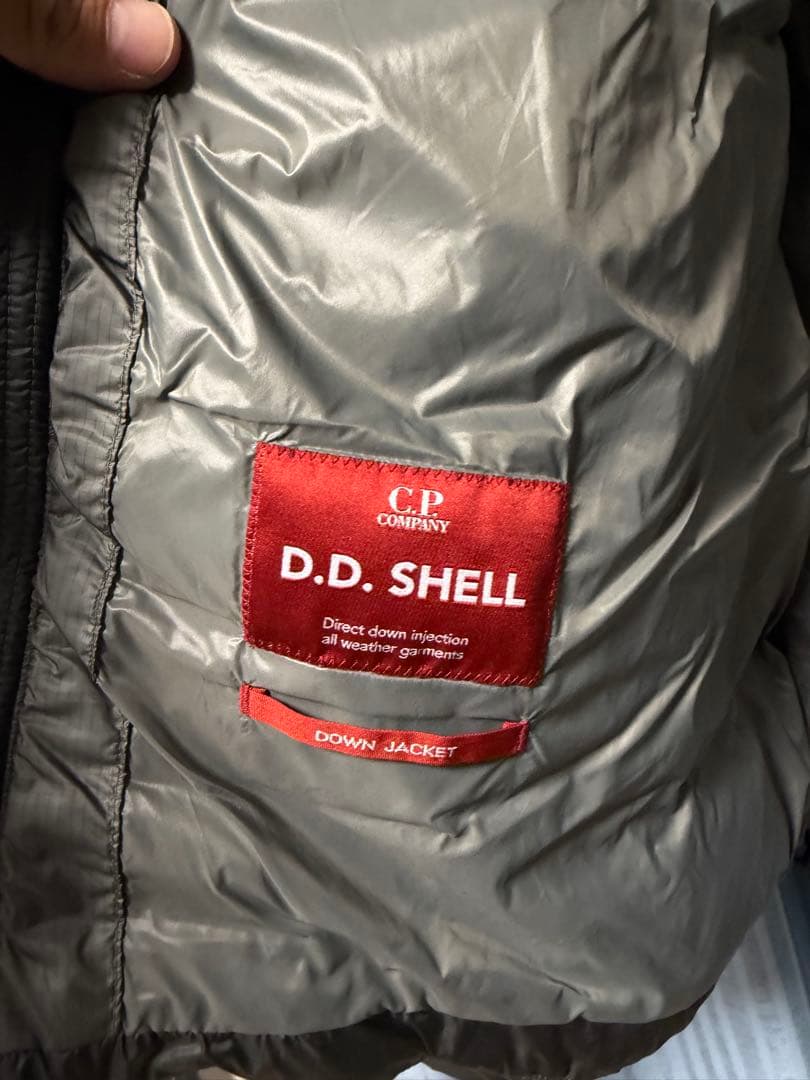 C.P.
COMPANY
D.D. SHELL
Direct down injection
all weather garments
DOWN JACKET